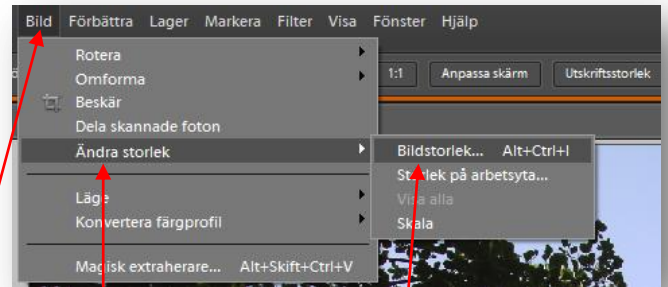 Bild Förbättra Lager Markera Filter Visa Fönster Hjälp
1:1 Anpassa skärm Utskriftsstorlek
Rotera
Omforma
Beskär
Dela skannade foton
Ändra storlek
Läge
Konvertera färgprofil
Magisk extraherare... Alt+Skift+Ctrl+V
Bildstorlek... Alt+Ctrl+I
Storlek på arbetsyta...
Visa alla
Skala